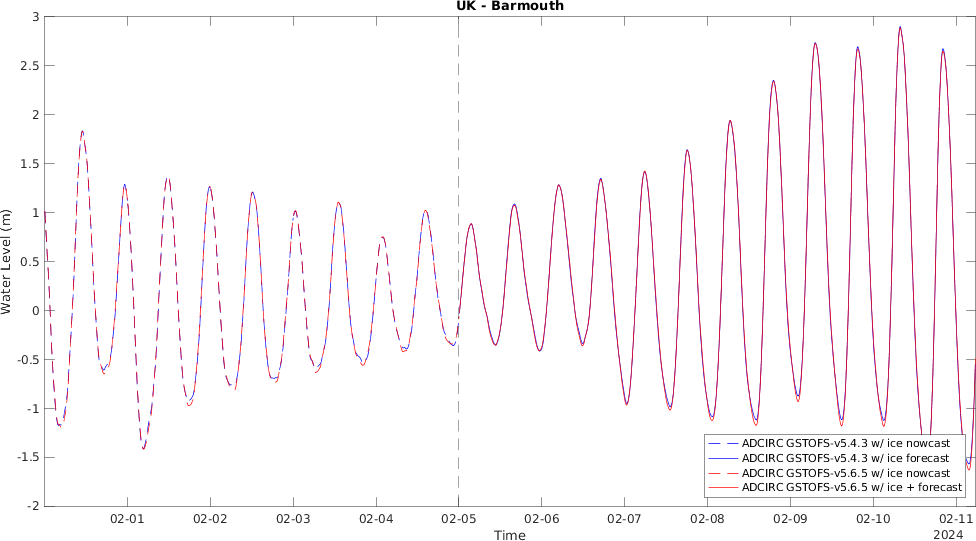 UK - Barmouth
3
2.5
2
1.5
1
0.5
0
-0.5
-1
-1.5
-2
Water Level (m)
ADCIRC GSTOFS-v5.4.3 w/ ice nowcast
ADCIRC GSTOFS-v5.4.3 w/ ice forecast
ADCIRC GSTOFS-v5.6.5 w/ ice nowcast
ADCIRC GSTOFS-v5.6.5 w/ ice + forecast
02-01 02-02 02-03 02-04 02-05 02-06 02-07 02-08 02-09 02-10 02-11
Time
2024